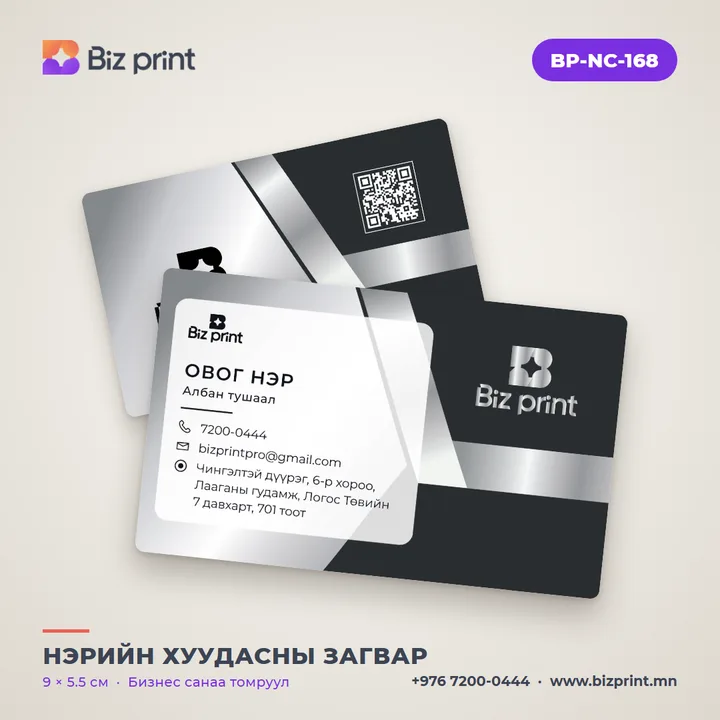 Biz print
BP-NC-168
Biz print
ОВОГ НЭР
Албан тушаал
7200-0444
bizprintpro@gmail.com
Чингэлтэй дүүрэг, 6-р хороо,
Лааганы гудамж, Логос Төвийн
7 давхарт, 701 тоот
Biz print
НЭРИЙН ХУУДАСНЫ ЗАГВАР
9 × 5.5 см · Бизнес санаа томруул
+976 7200-0444 · www.bizprint.mn